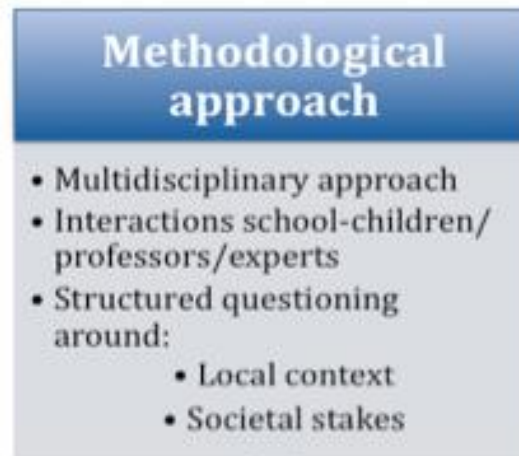 Methodological
approach
• Multidisciplinary approach
• Interactions school-children/
professors/experts
• Structured questioning
around:
• Local context
• Societal stakes